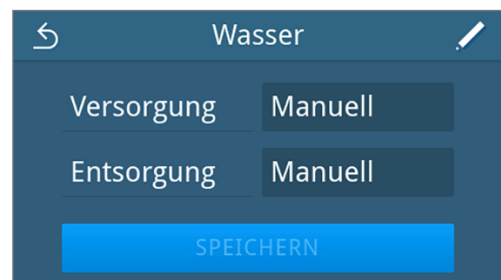 Wasser
Versorgung Manuell
Entsorgung Manuell
SPEICHERN